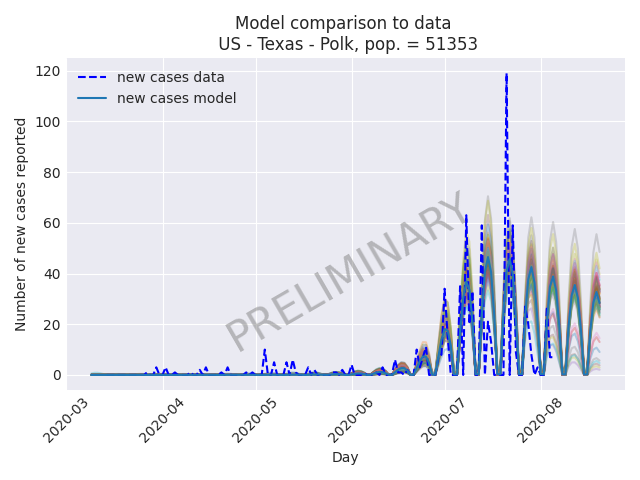 Model comparison to data
US - Texas - Polk, pop. = 51353
new cases data
new cases model
Number of new cases reported
120
100
80
60
40
20
0
PRELIMINARY
2020-03
2020-04
2020-05
2020-06
2020-07
2020-08
Day